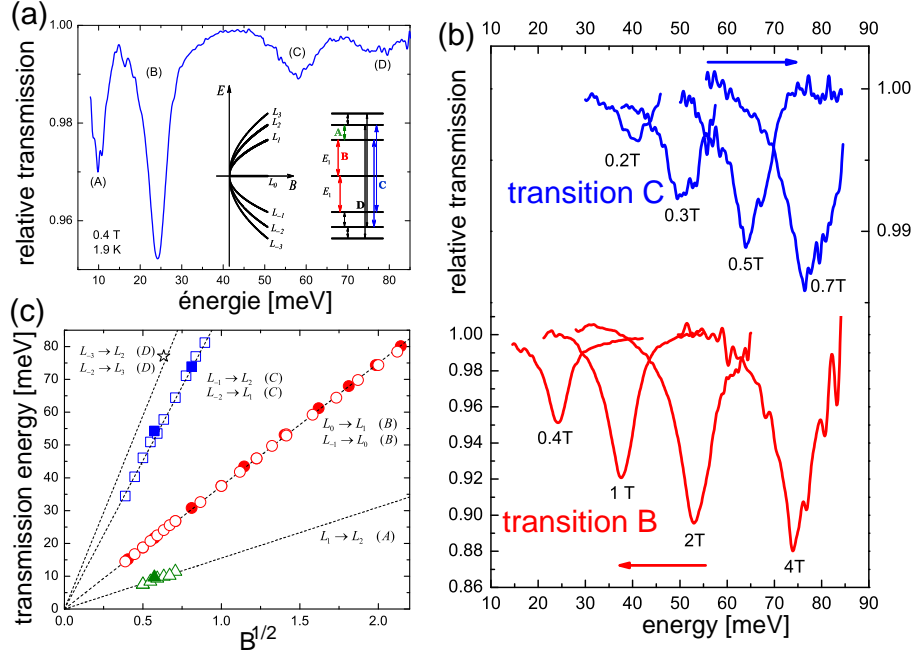 (a)
1.00
0.98
0.96
relative transmission
(A)
(B)
(C)
(D)
0.4 T
1.9 K
E
B
L3
L2
L1
L0
L−1
L−2
L−3
A
B
C
D
E1
E1
0 10 20 30 40 50 60 70 80
énergie [meV]
(b)
10 20 30 40 50 60 70 80 90
1.00
0.99
relative transmission
0.2T
0.3T
0.5T
0.7T
transition C
1.00
0.98
0.96
0.94
0.92
0.90
0.88
0.86
0.4T
1 T
2T
4T
transition B
10 20 30 40 50 60 70 80 90
energy [meV]
(c)
80
70
60
50
40
30
20
10
0
transmission energy [meV]
L−3 → L2 (D)
L−2 → L3 (D)
L−1 → L2 (C)
L−2 → L1 (C)
L0 → L1 (B)
L−1 → L0 (B)
L1 → L2 (A)
0.0 0.5 1.0 1.5 2.0
B^1/2